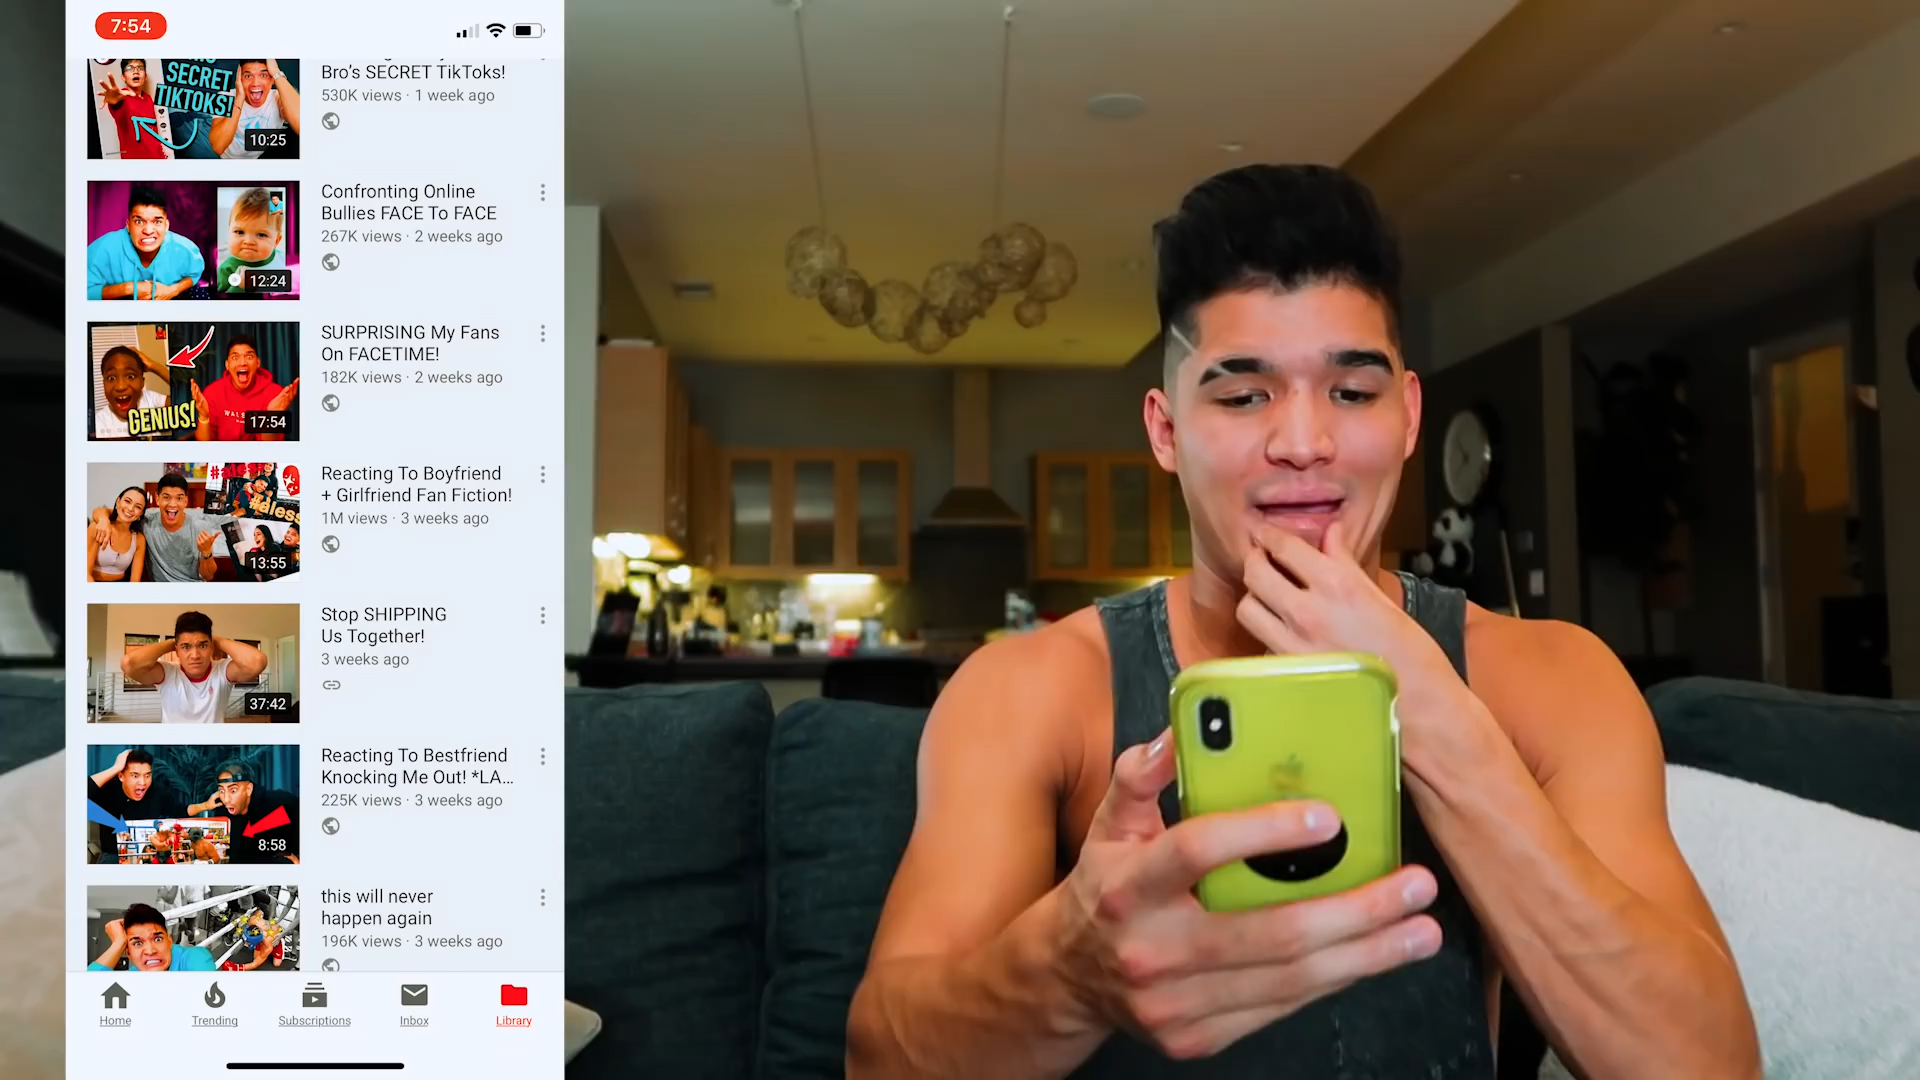 7:54
SECRET
TIKTOKS!
10:25
Bro's SECRET TikToks!
530K views · 1 week ago
12:24
Confronting Online
Bullies FACE To FACE
267K views · 2 weeks ago
GENIUS!
17:54
SURPRISING My Fans
On FACETIME!
182K views · 2 weeks ago
13:55
Reacting To Boyfriend
+ Girlfriend Fan Fiction!
1M views · 3 weeks ago
37:42
Stop SHIPPING
Us Together!
3 weeks ago
8:58
Reacting To Bestfriend
Knocking Me Out! *LA...
225K views · 3 weeks ago
this will never
happen again
196K views · 3 weeks ago
Home
Trending
Subscriptions
Inbox
Library